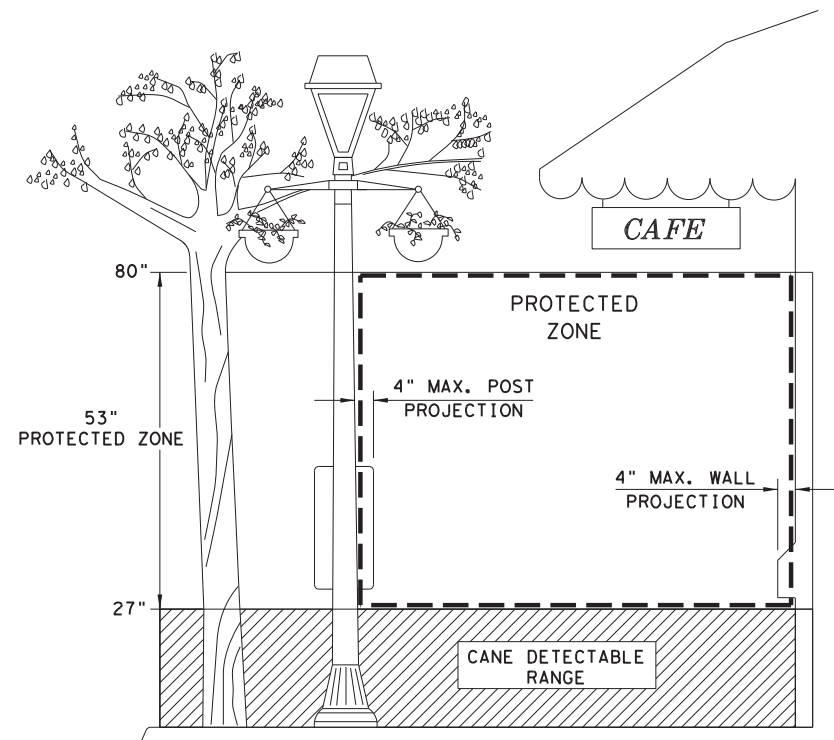 CAFE
80"
PROTECTED
ZONE
4" MAX. POST
PROJECTION
53"
PROTECTED ZONE
4" MAX. WALL
PROJECTION
27"
CANE DETECTABLE
RANGE